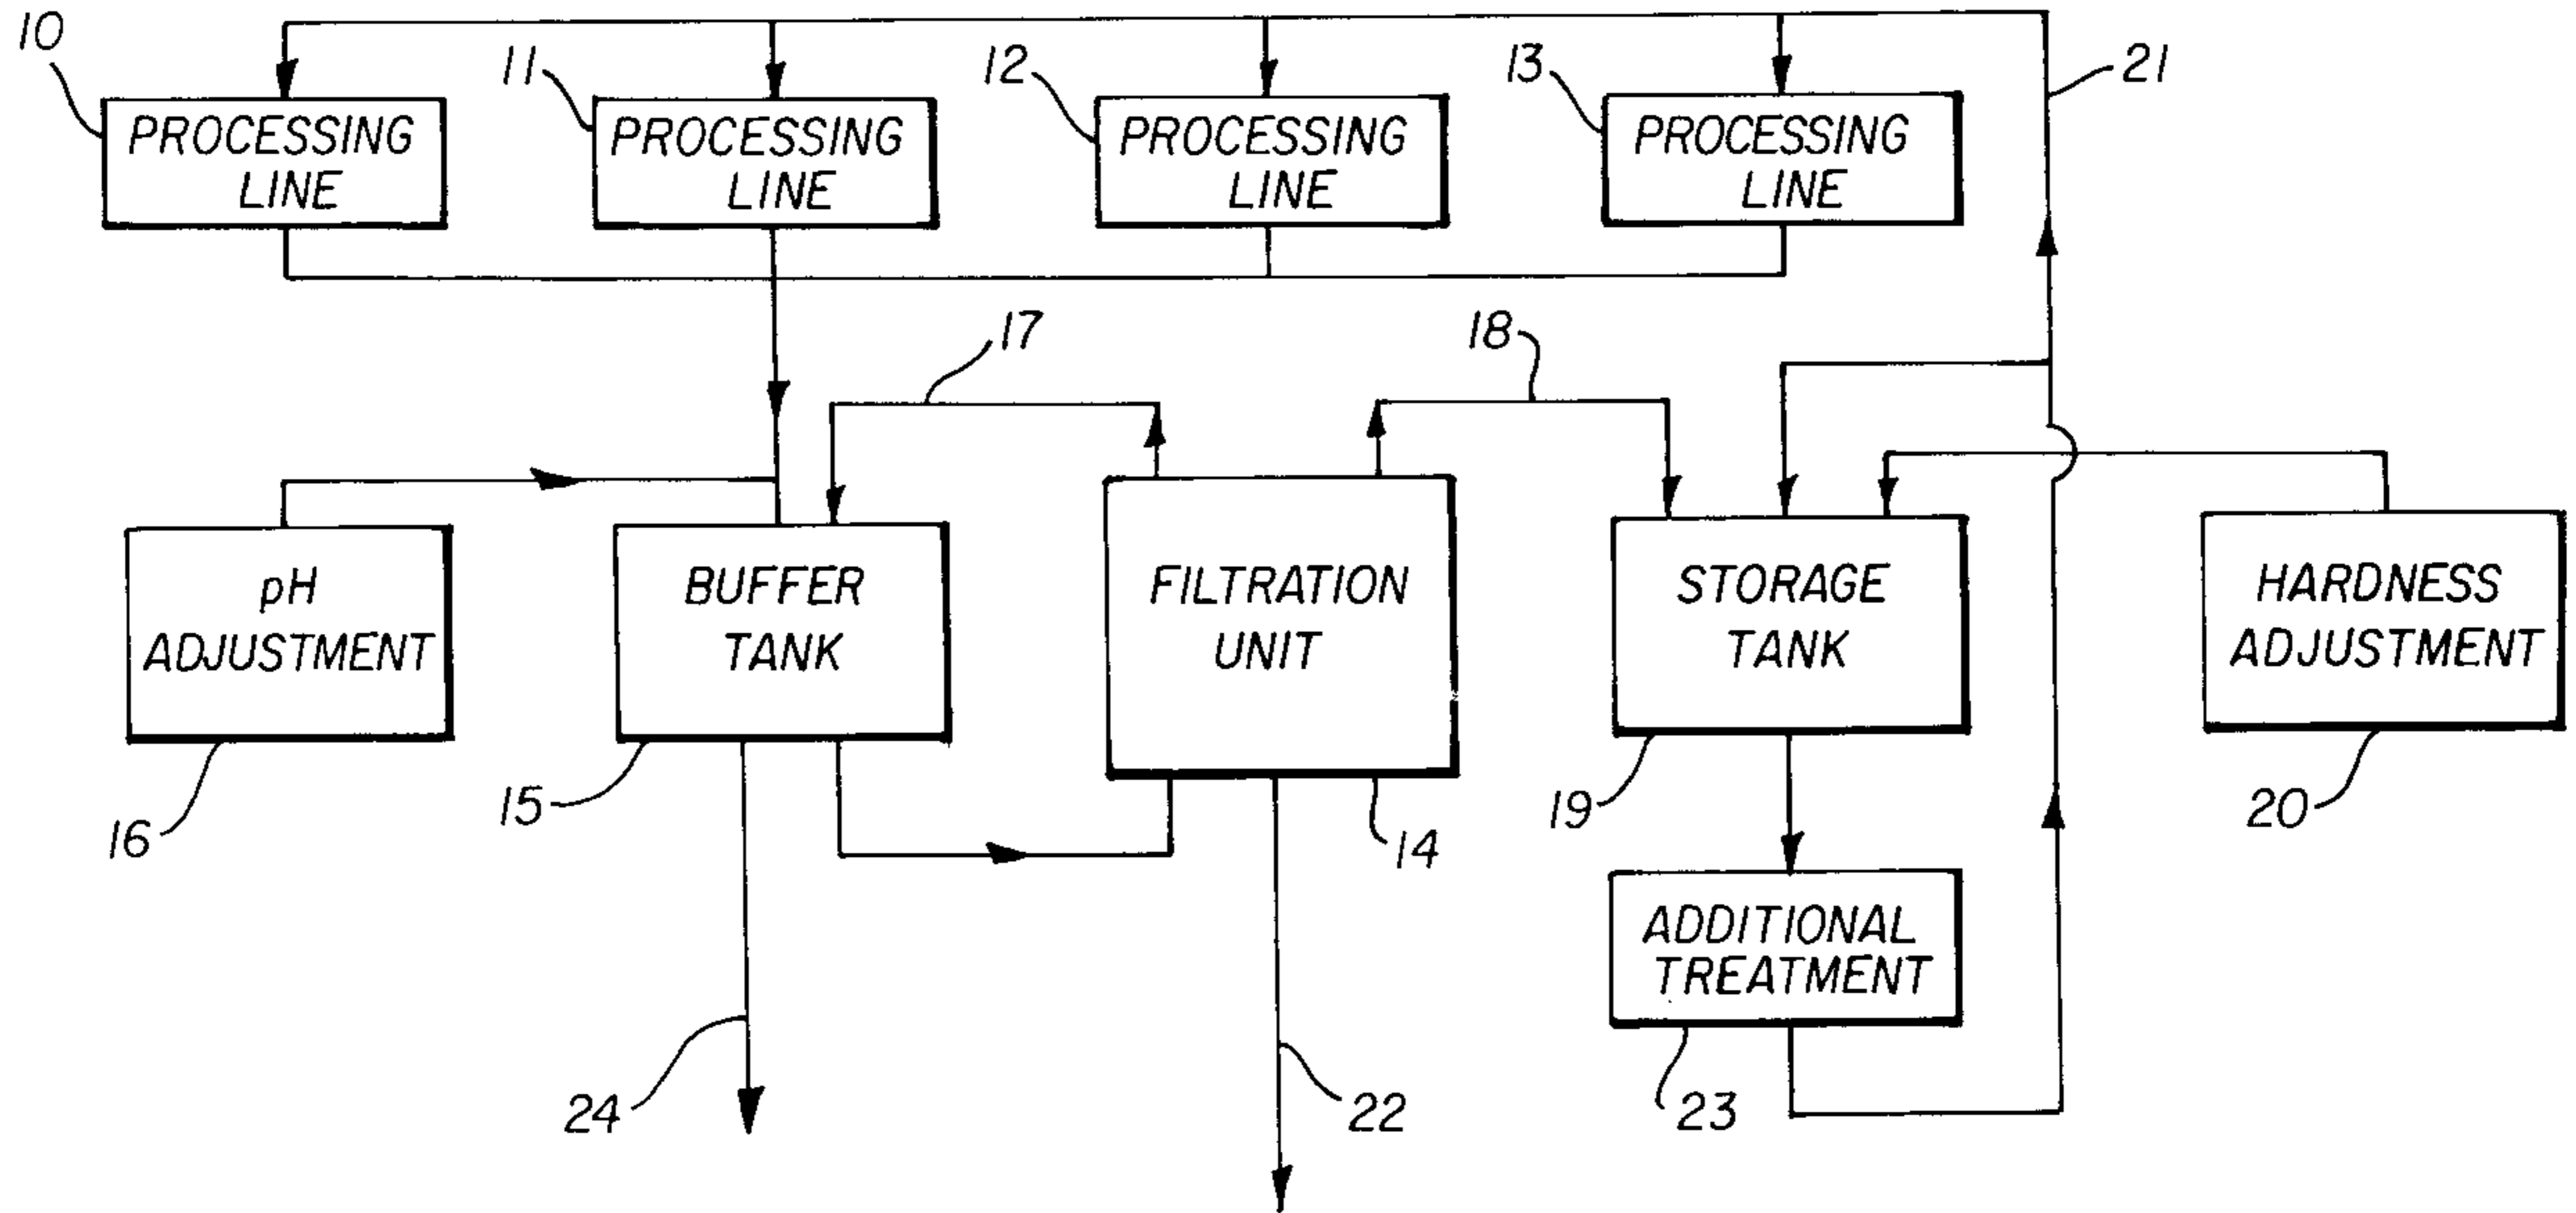 10
11
12
13
21
PROCESSING
LINE
PROCESSING
LINE
PROCESSING
LINE
PROCESSING
LINE
17
18
pH
ADJUSTMENT
BUFFER
TANK
FILTRATION
UNIT
STORAGE
TANK
HARDNESS
ADJUSTMENT
16
15
14
19
20
ADDITIONAL
TREATMENT
24
22
23